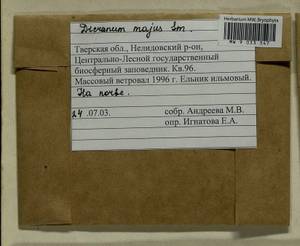 Herbarium MW, Bryophyta
Dicranum majus Sm.
Тверская обл., Нелидовский р-он,
Центрально-Лесной государственный
биосферный заповедник. Кв.96.
Массовый ветровал 1996 г. Ельник ильмовый.
На почве.
24 .07.03. собр. Андреева М.В.
опр. Игнатова Е.А.